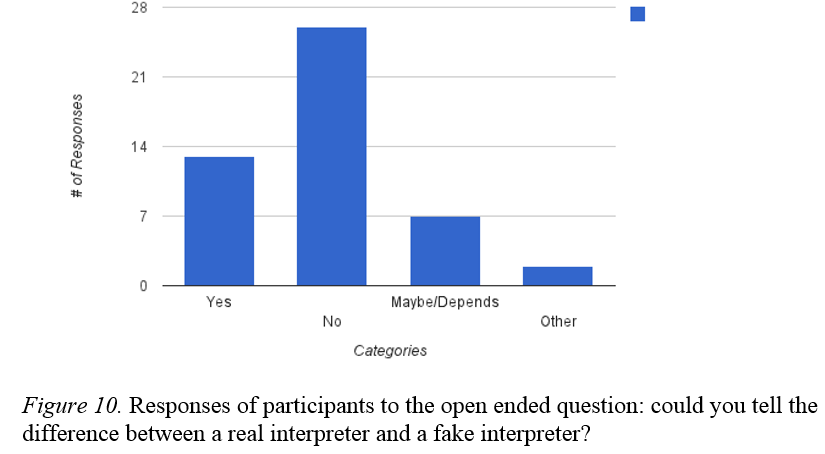 28
21
14
7
0
# of Responses
Yes
No
Maybe/Depends
Other
Categories
Figure 10. Responses of participants to the open ended question: could you tell the
difference between a real interpreter and a fake interpreter?